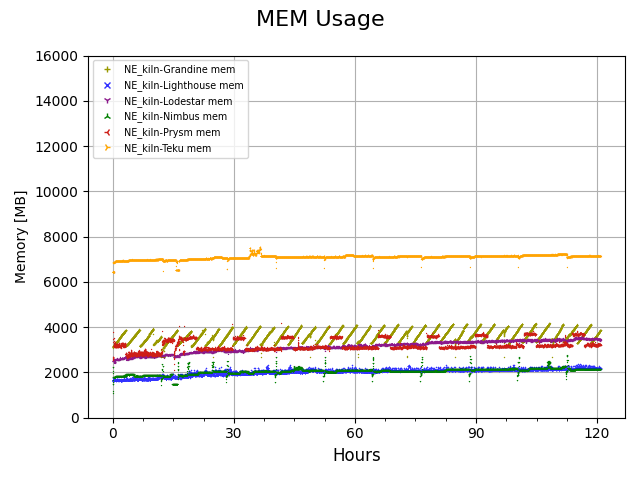 MEM Usage
16000
14000
12000
10000
8000
6000
4000
2000
0
Memory [MB]
NE_kiln-Grandine mem
NE_kiln-Lighthouse mem
NE_kiln-Lodestar mem
NE_kiln-Nimbus mem
NE_kiln-Prysm mem
NE_kiln-Teku mem
0 30 60 90 120
Hours